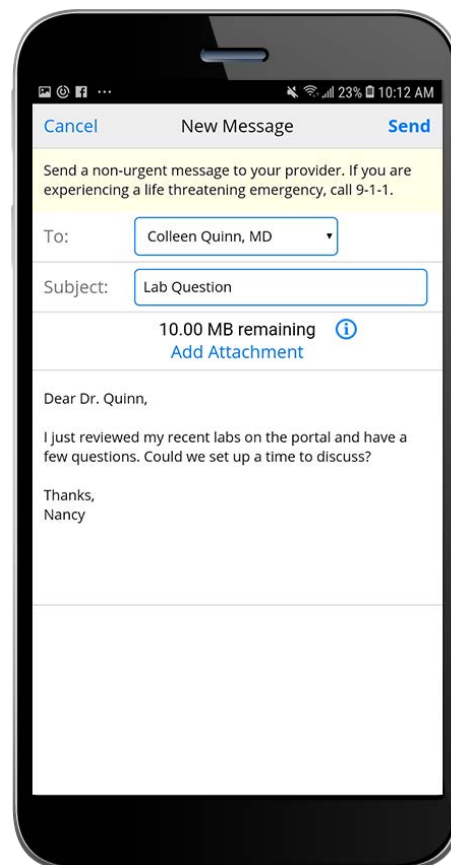 ... 23% 10:12 AM
Cancel New Message Send
Send a non-urgent message to your provider. If you are
experiencing a life threatening emergency, call 9-1-1.
To: Colleen Quinn, MD
Subject: Lab Question
10.00 MB remaining
Add Attachment
Dear Dr. Quinn,
I just reviewed my recent labs on the portal and have a
few questions. Could we set up a time to discuss?
Thanks,
Nancy